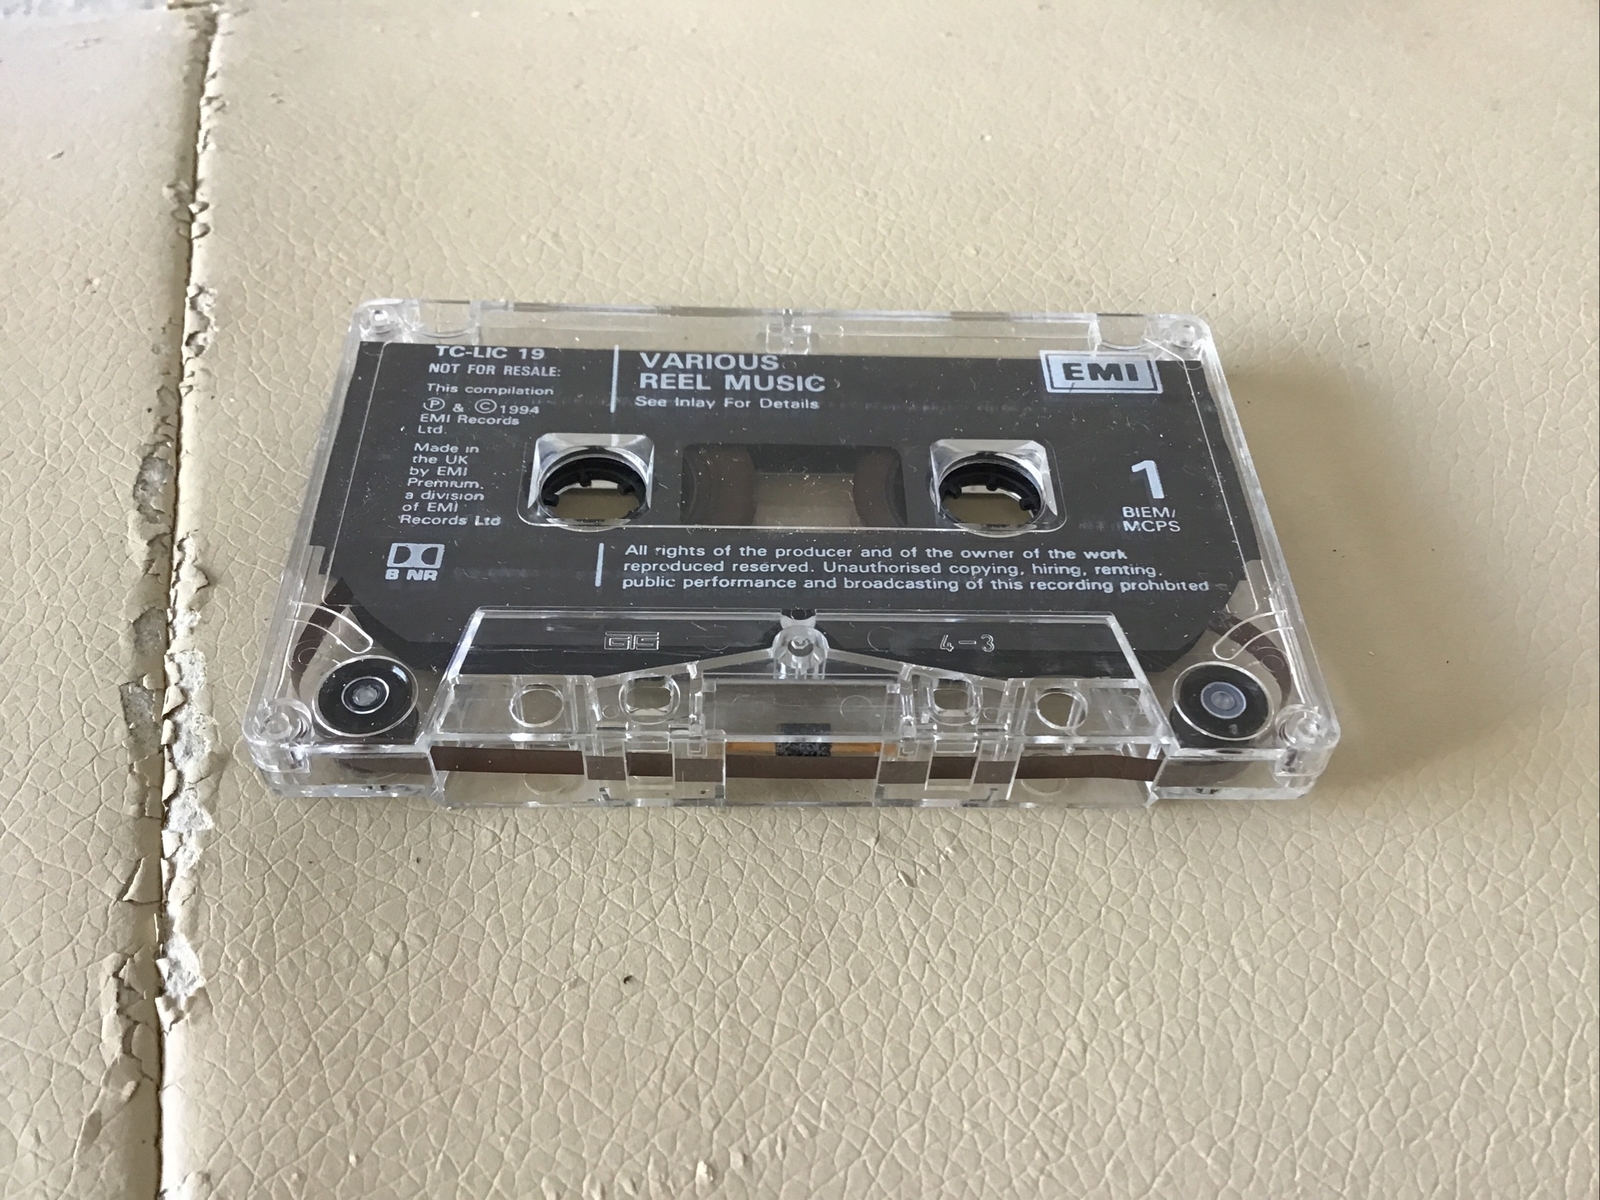 TC-LIC 19
NOT FOR RESALE:
This compilation
Ⓟ & ©1994
EMI Records
Ltd.
Made in
the UK
by EMI
Premium,
a division
of EMI
Records Ltd
B NR
VARIOUS
REEL MUSIC
See Inlay For Details
EMI
1
BIEM/
MCPS
All rights of the producer and of the owner of the work
reproduced reserved. Unauthorised copying, hiring, renting,
public performance and broadcasting of this recording prohibited
4-3